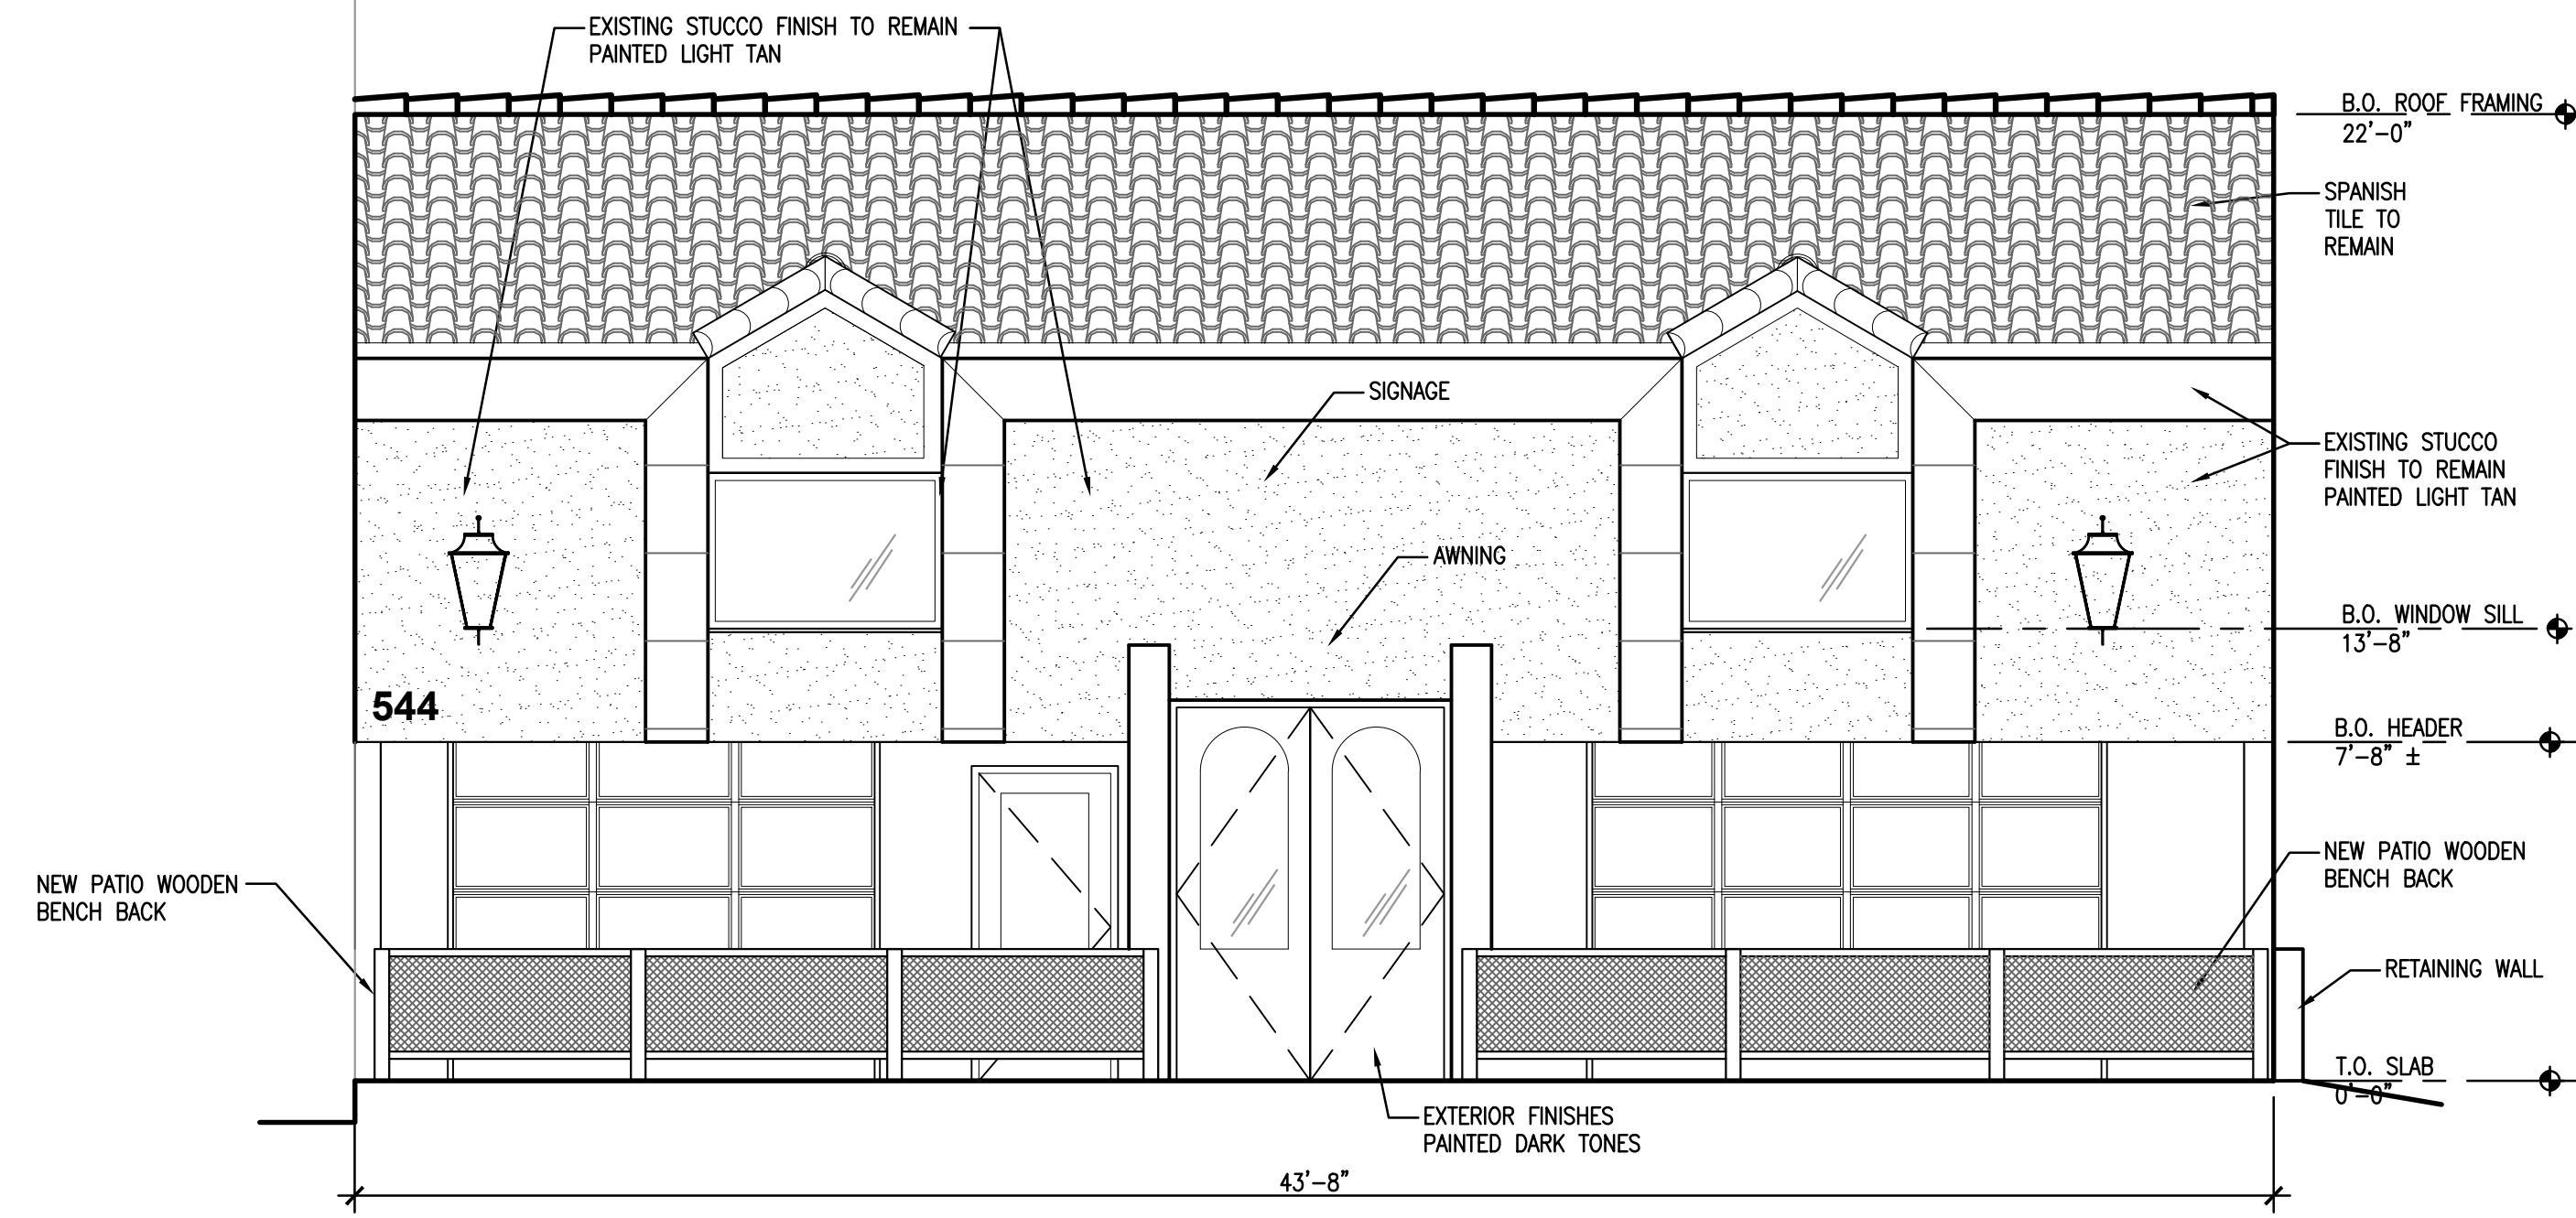 EXISTING STUCCO FINISH TO REMAIN
PAINTED LIGHT TAN
B.O. ROOF FRAMING
22'-0"
SPANISH
TILE TO
REMAIN
SIGNAGE
EXISTING STUCCO
FINISH TO REMAIN
PAINTED LIGHT TAN
AWNING
B.O. WINDOW SILL
13'-8"
544
B.O. HEADER
7'-8" ±
NEW PATIO WOODEN
BENCH BACK
NEW PATIO WOODEN
BENCH BACK
RETAINING WALL
T.O. SLAB
0'-0"
EXTERIOR FINISHES
PAINTED DARK TONES
43'-8"